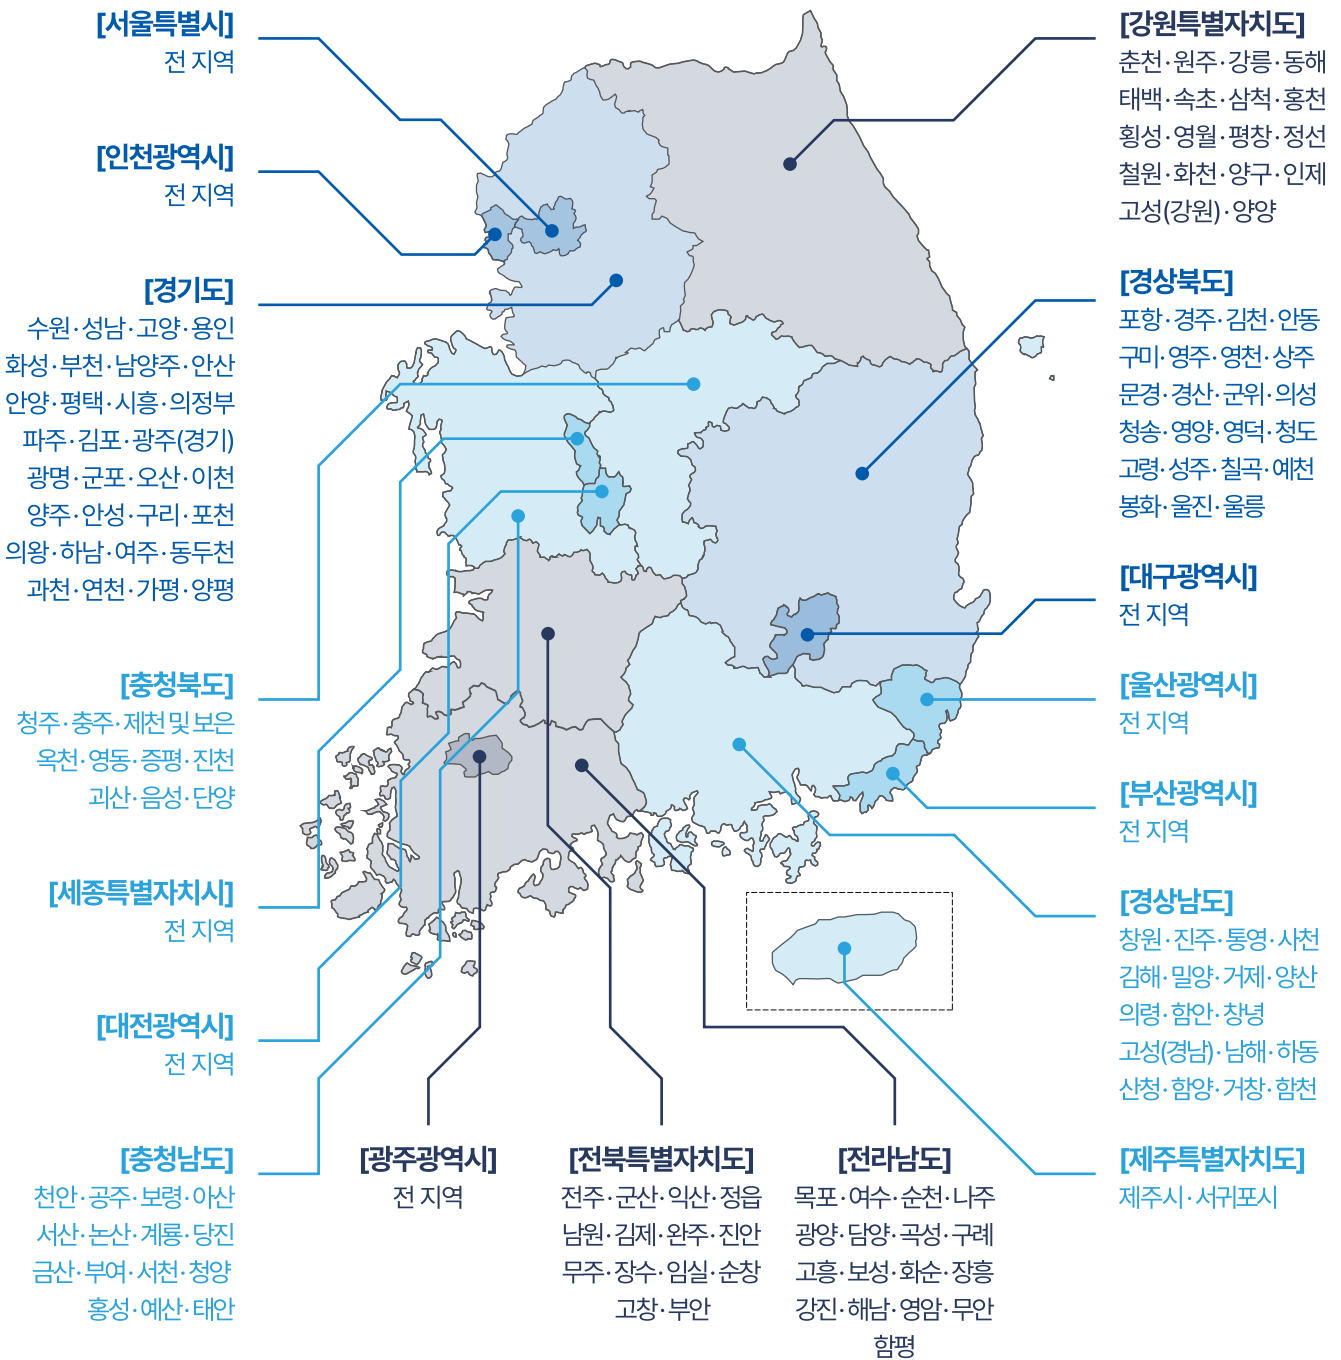 [서울특별시]
전 지역
[인천광역시]
전 지역
[경기도]
수원·성남·고양·용인
화성·부천·남양주·안산
안양·평택·시흥·의정부
파주·김포·광주(경기)
광명·군포·오산·이천
양주·안성·구리·포천
의왕·하남·여주·동두천
과천·연천·가평·양평
[충청북도]
청주·충주·제천 및 보은
옥천·영동·증평·진천
괴산·음성·단양
[세종특별자치시]
전 지역
[대전광역시]
전 지역
[충청남도]
천안·공주·보령·아산
서산·논산·계룡·당진
금산·부여·서천·청양
홍성·예산·태안
[광주광역시]
전 지역
[전북특별자치도]
전주·군산·익산·정읍
남원·김제·완주·진안
무주·장수·임실·순창
고창·부안
[전라남도]
목포·여수·순천·나주
광양·담양·곡성·구례
고흥·보성·화순·장흥
강진·해남·영암·무안
함평
[강원특별자치도]
춘천·원주·강릉·동해
태백·속초·삼척·홍천
횡성·영월·평창·정선
철원·화천·양구·인제
고성(강원)·양양
[경상북도]
포항·경주·김천·안동
구미·영주·영천·상주
문경·경산·군위·의성
청송·영양·영덕·청도
고령·성주·칠곡·예천
봉화·울진·울릉
[대구광역시]
전 지역
[울산광역시]
전 지역
[부산광역시]
전 지역
[경상남도]
창원·진주·통영·사천
김해·밀양·거제·양산
의령·함안·창녕
고성(경남)·남해·하동
산청·함양·거창·함천
[제주특별자치도]
제주시·서귀포시